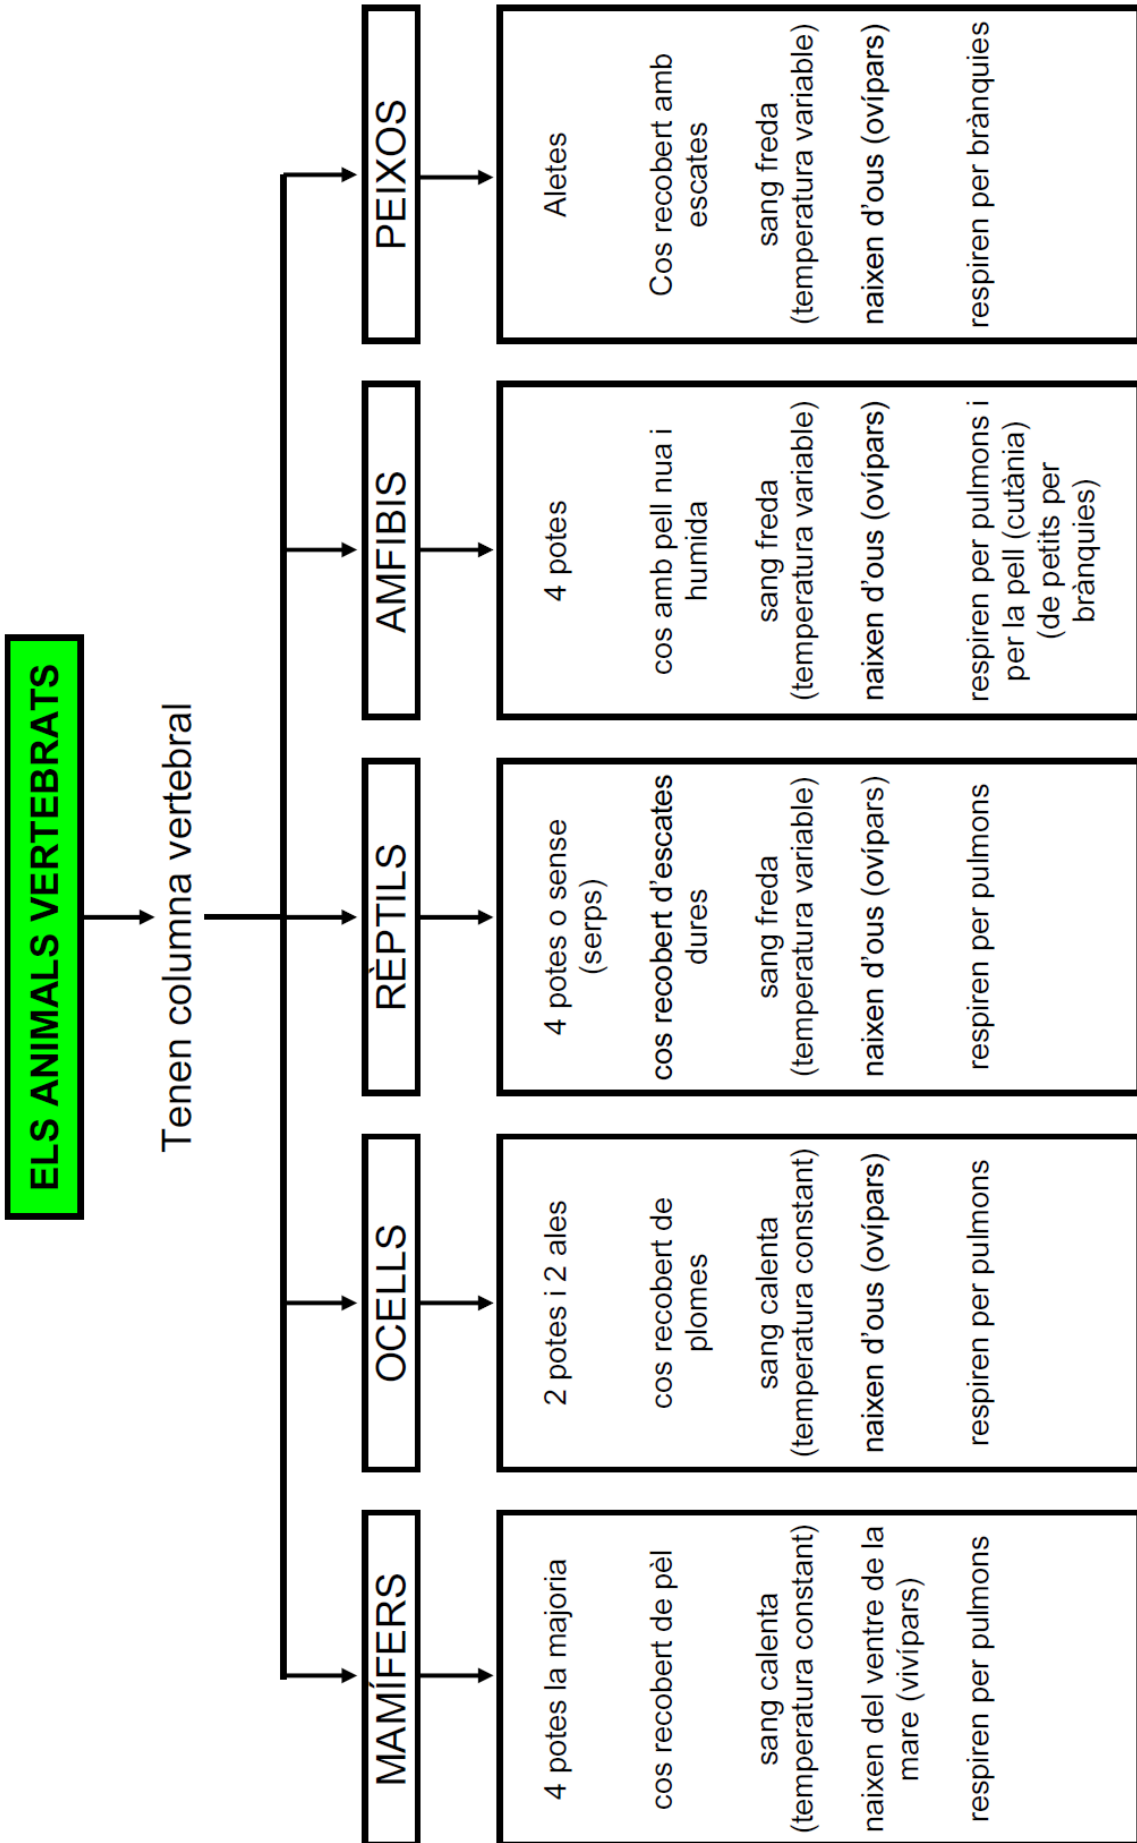 ELS ANIMALS VERTEBRATS
Tenen columna vertebral
MAMÍFERS
4 potes la majoria
cos recobert de pèl
sang calenta
(temperatura constant)
naixen del ventre de la
mare (vivípars)
respiren per pulmons
OCELLS
2 potes i 2 ales
cos recobert de
plomes
sang calenta
(temperatura constant)
naixen d'ous (ovípars)
respiren per pulmons
RÈPTILS
4 potes o sense
(serps)
cos recobert d'escates
dures
sang freda
(temperatura variable)
naixen d'ous (ovípars)
respiren per pulmons
AMFIBIS
4 potes
cos amb pell nua i
humida
sang freda
(temperatura variable)
naixen d'ous (ovípars)
respiren per pulmons i
per la pell (cutània)
(de petits per
brànquies)
PEIXOS
Aletes
Cos recobert amb
escates
sang freda
(temperatura variable)
naixen d'ous (ovípars)
respiren per brànquies